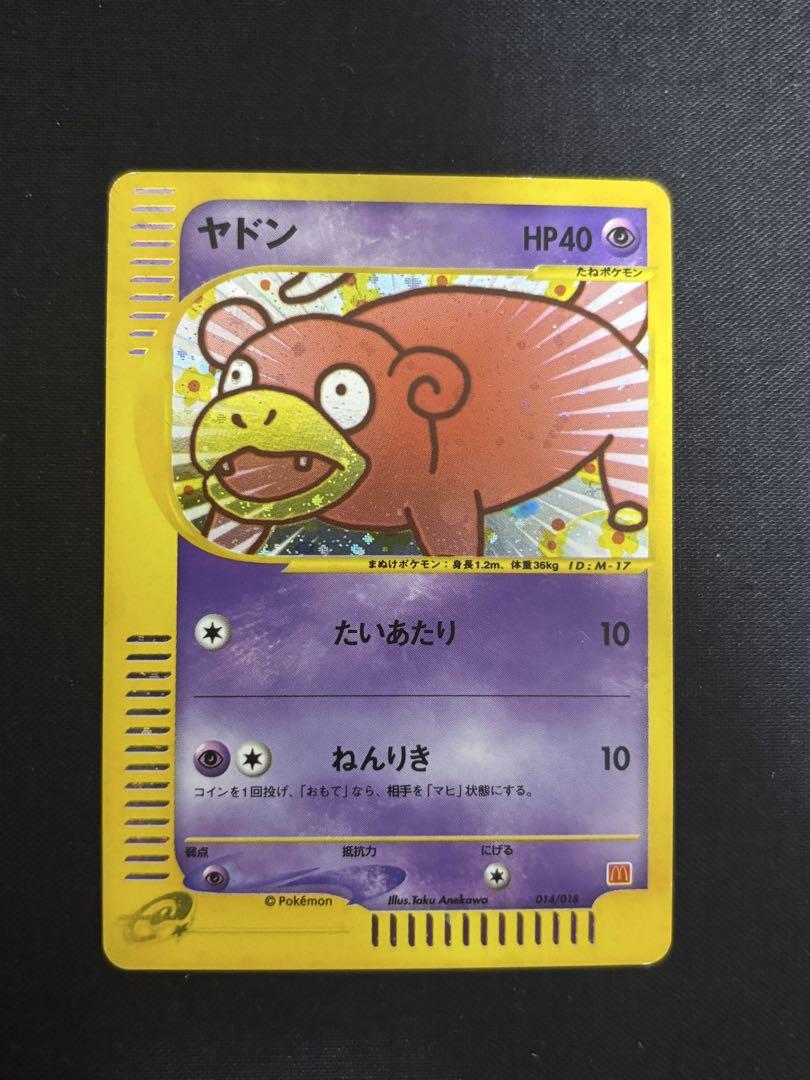 ヤドン
HP40
たねポケモン
まぬけポケモン：身長1.2m、体重36kg ID:M-17
たいあたり 10
ねんりき 10
コインを1回投げ、「おもて」なら、相手を「マヒ」状態にする。
弱点 抵抗力 にげる
© Pokémon Illus.Taku Anekawa 014/018